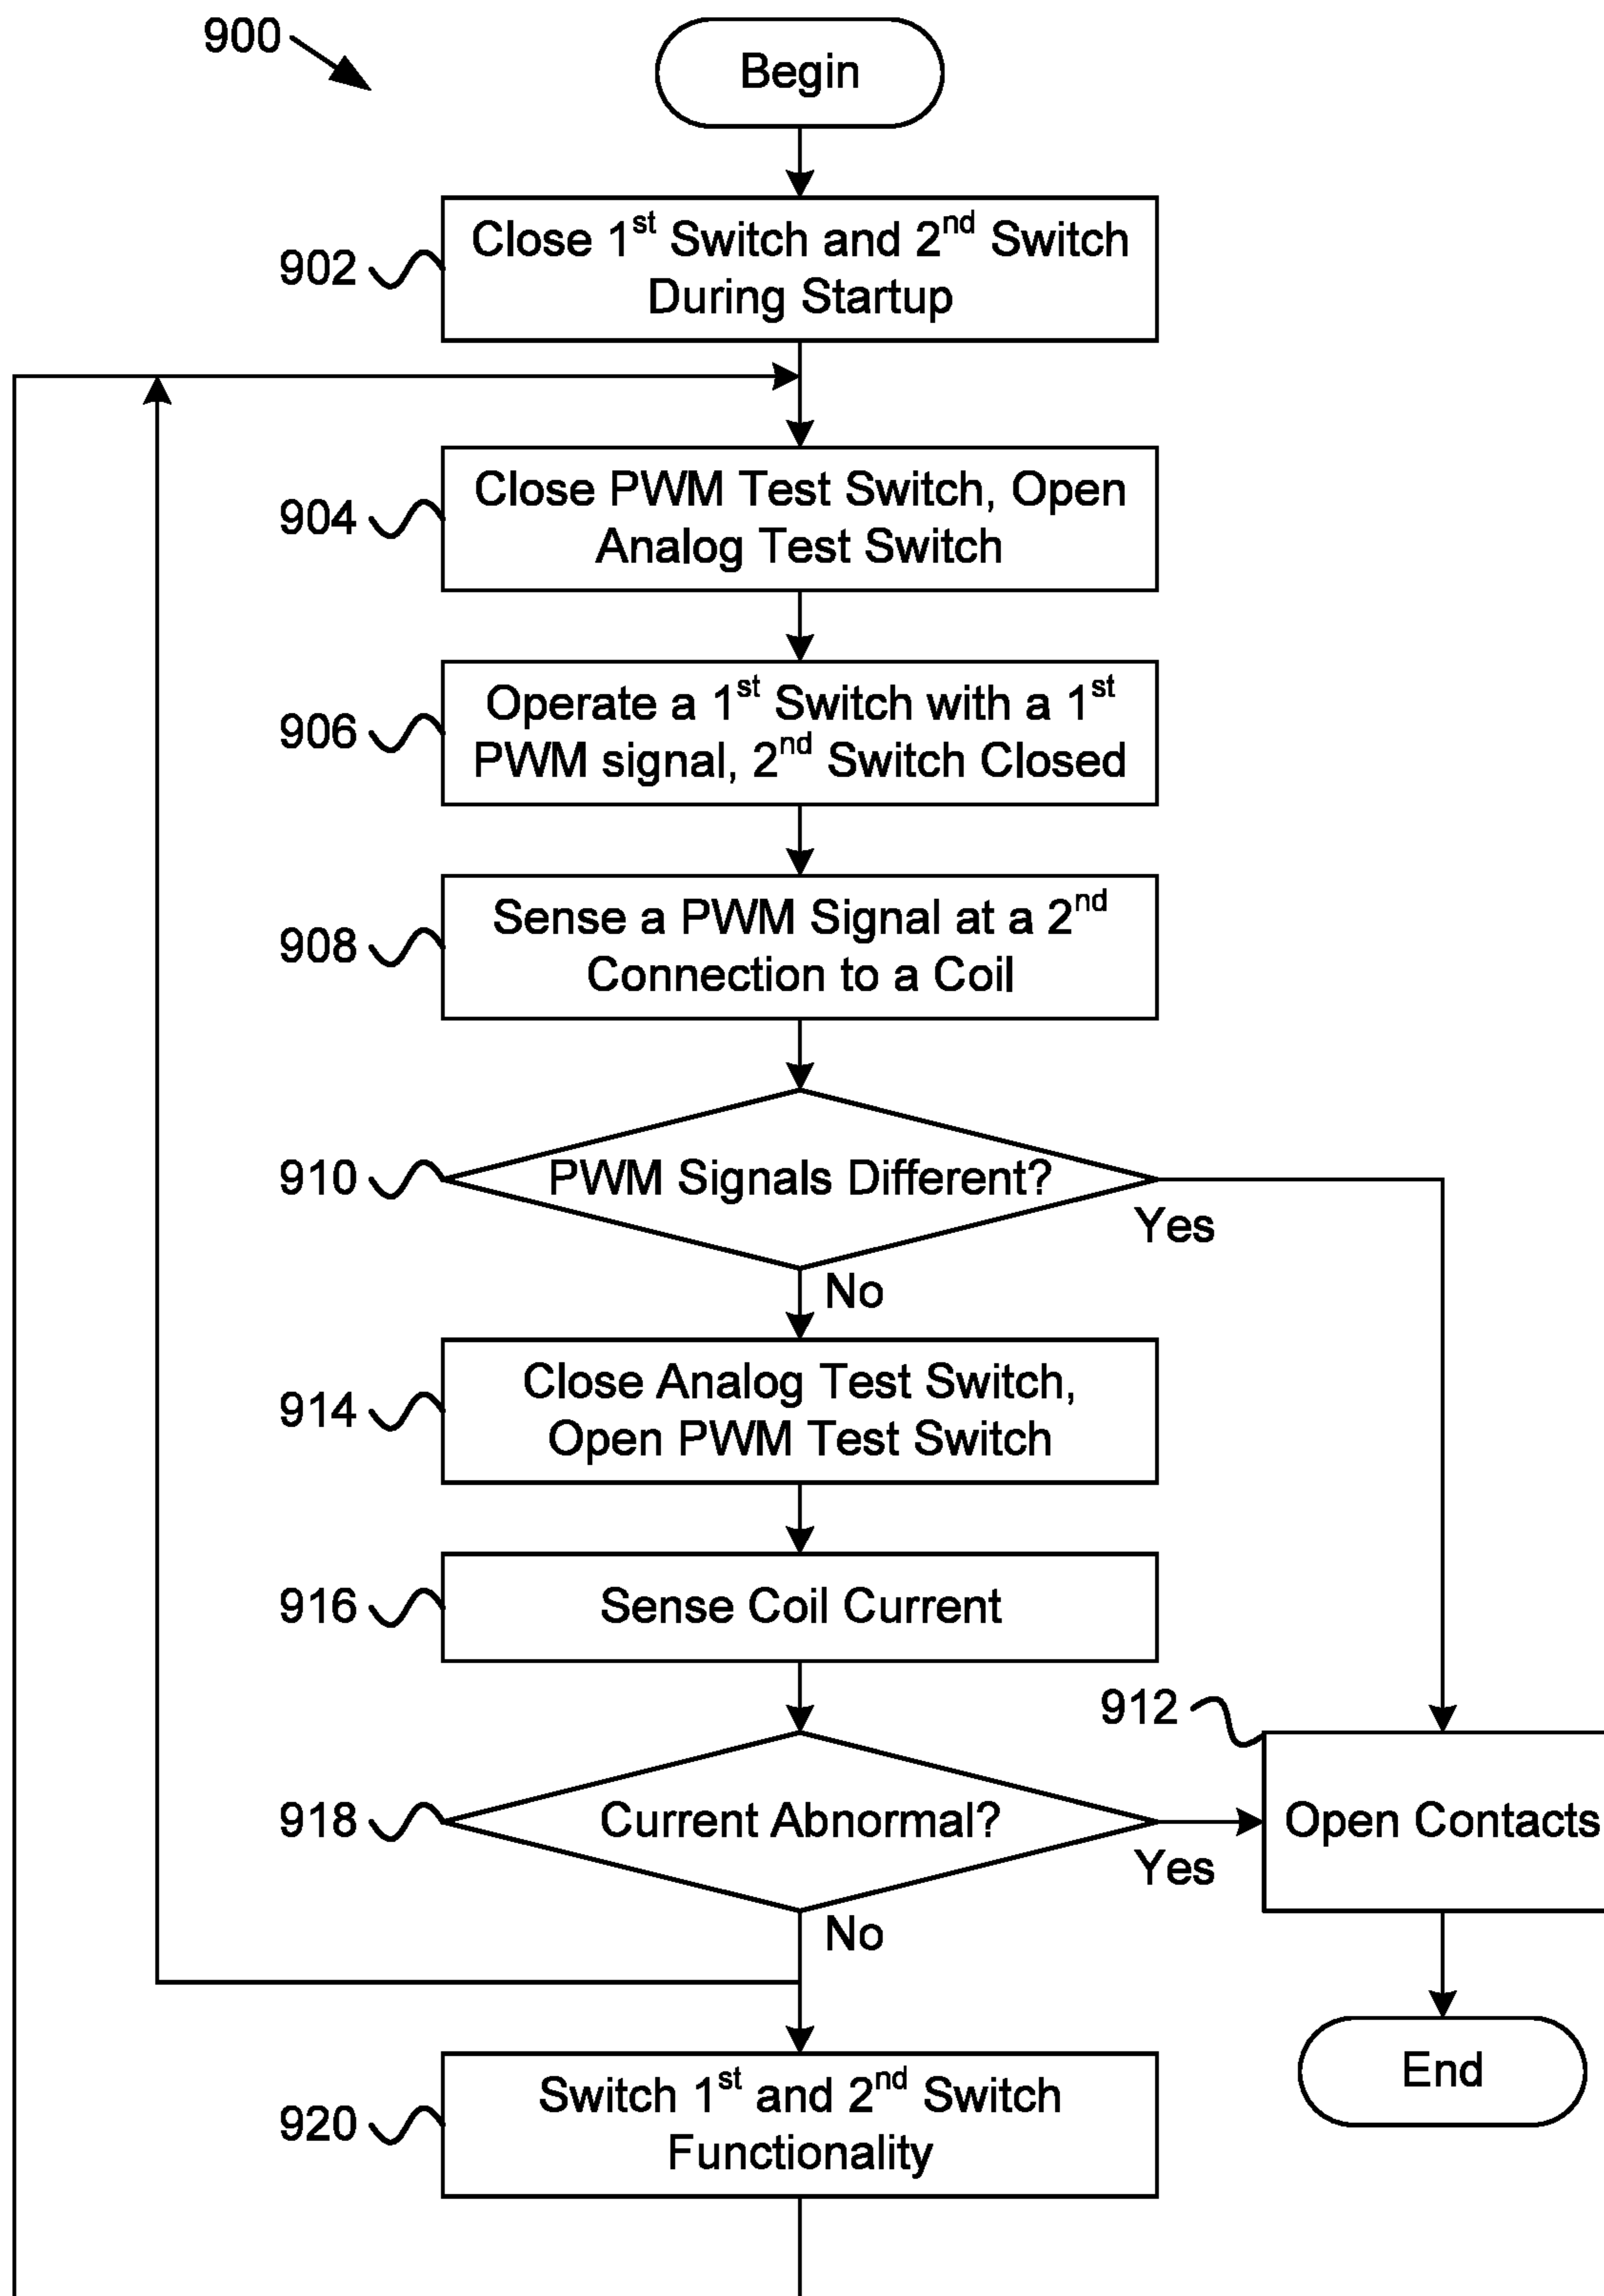 900
Begin
902
Close 1st Switch and 2nd Switch
During Startup
904
Close PWM Test Switch, Open
Analog Test Switch
906
Operate a 1st Switch with a 1st
PWM signal, 2nd Switch Closed
908
Sense a PWM Signal at a 2nd
Connection to a Coil
910
PWM Signals Different?
Yes
No
914
Close Analog Test Switch,
Open PWM Test Switch
916
Sense Coil Current
912
918
Current Abnormal?
Open Contacts
Yes
No
End
920
Switch 1st and 2nd Switch
Functionality